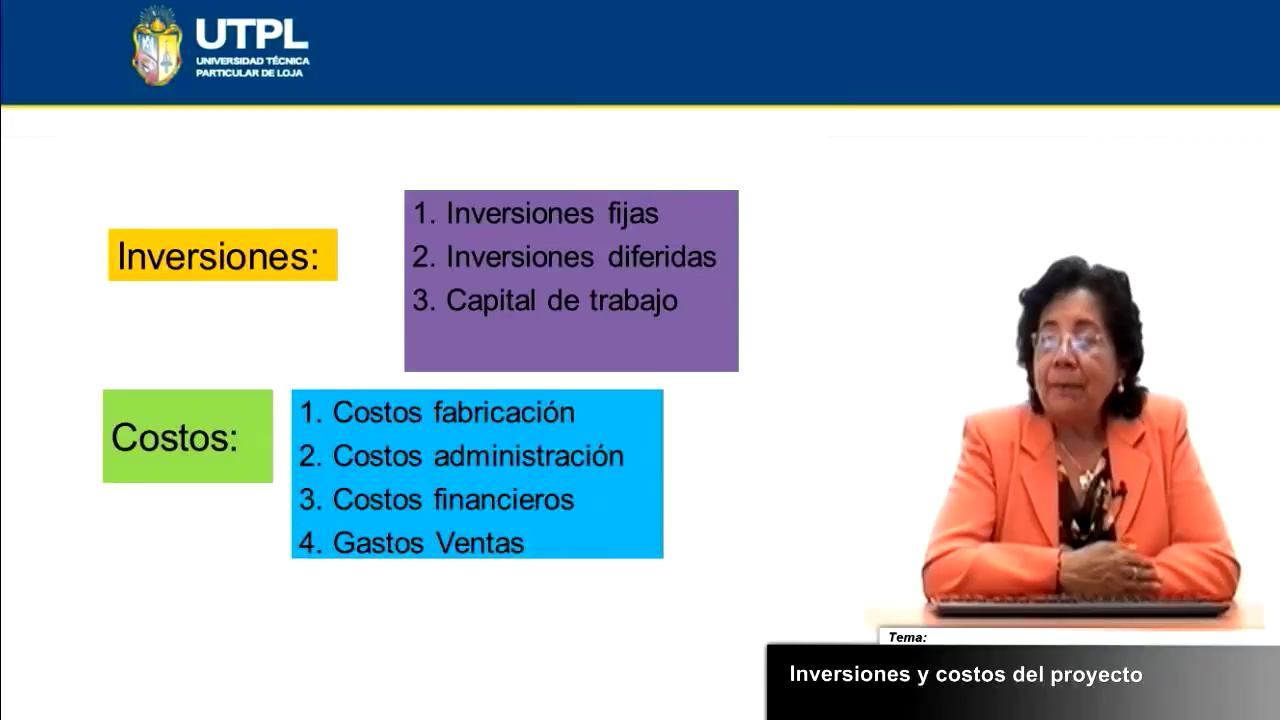 UTPL
UNIVERSIDAD TÉCNICA
PARTICULAR DE LOJA
Inversiones:
1. Inversiones fijas
2. Inversiones diferidas
3. Capital de trabajo
Costos:
1. Costos fabricación
2. Costos administración
3. Costos financieros
4. Gastos Ventas
Tema:
Inversiones y costos del proyecto